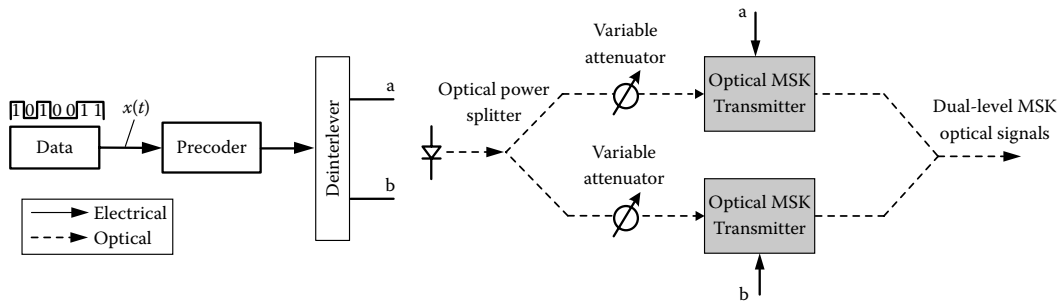 1 0 1 0 0 1 1
Data
x(t)
Precoder
Deinterlever
a
b
Electrical
Optical
Optical power
splitter
Variable
attenuator
Variable
attenuator
a
Optical MSK
Transmitter
Optical MSK
Transmitter
b
Dual-level MSK
optical signals